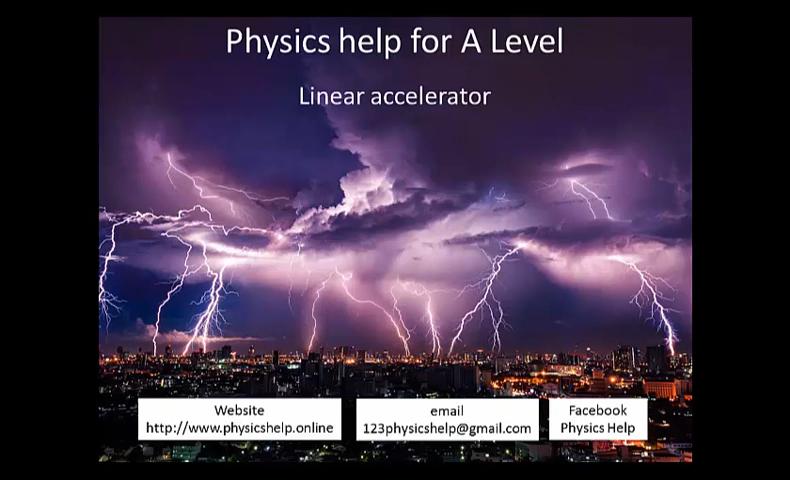 Physics help for A Level
Linear accelerator
Website
http://www.physicshelp.online
email
123physicshelp@gmail.com
Facebook
Physics Help